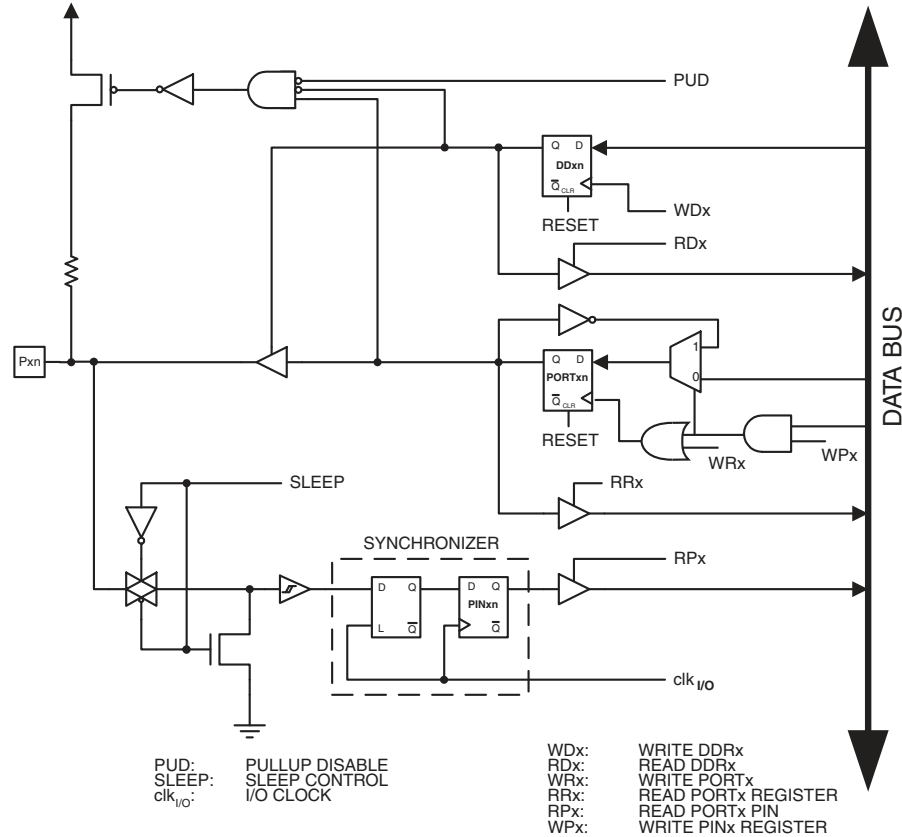 PUD
Q D
DDxn
Q CLR
WDx
RESET
RDx
Pxn
1
Q D
PORTxn
0
Q CLR
RESET
WRx
WPx
DATA BUS
SLEEP
RRx
SYNCHRONIZER
RPx
D Q
D Q
PINxn
L Q
Q
clk I/O
PUD: PULLUP DISABLE
SLEEP: SLEEP CONTROL
clk I/O: I/O CLOCK
WDx: WRITE DDRx
RDx: READ DDRx
WRx: WRITE PORTx
RRx: READ PORTx REGISTER
RPx: READ PORTx PIN
WPx: WRITE PINx REGISTER